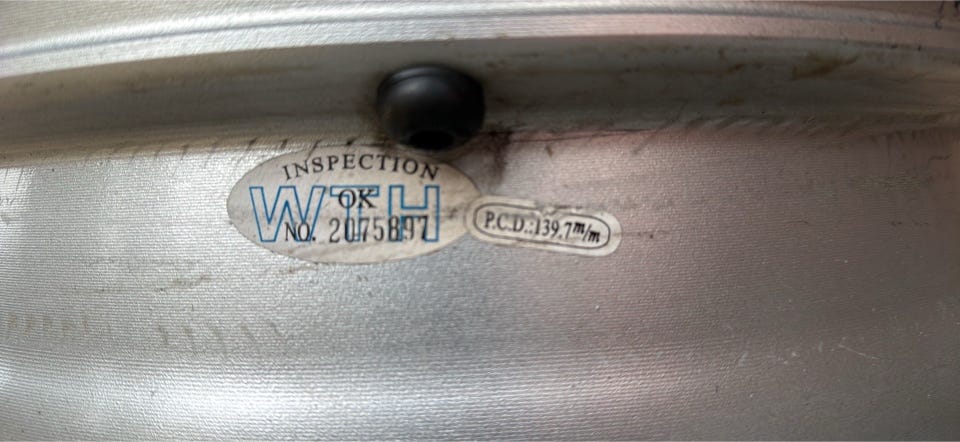 INSPECTION
WTH
OK
NO. 2075897
P.C.D.:139.7m/m